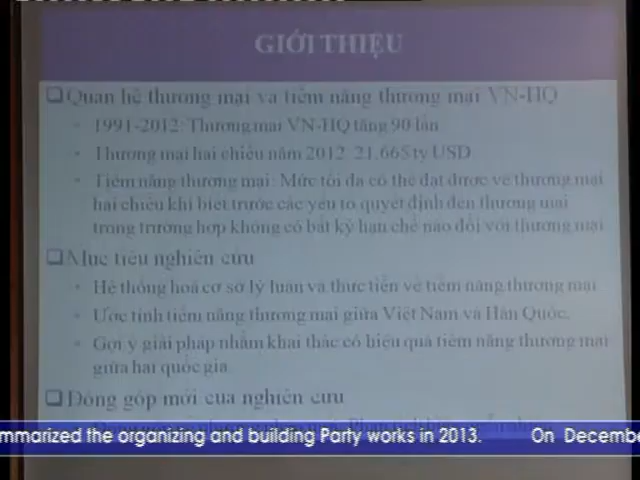 GIỚI THIỆU
❑Quan hệ thương mại và tiềm năng thương mại VN-HQ
• 1991-2012: Thương mại VN-HQ tăng 90 lần
• Thương mại hai chiều năm 2012: 21.665 tỷ USD
• Tiềm năng thương mại: Mức tối đa có thể đạt được về thương mại
hai chiều khi biết trước các yếu tố quyết định đến thương mại
trong trường hợp không có bất kỳ hạn chế nào đối với thương mại
❑Mục tiêu nghiên cứu
• Hệ thống hoá cơ sở lý luận và thực tiễn về tiềm năng thương mại
• Ước tính tiềm năng thương mại giữa Việt Nam và Hàn Quốc.
• Gợi ý giải pháp nhằm khai thác có hiệu quả tiềm năng thương mại
giữa hai quốc gia
❑Đóng góp mới của nghiên cứu
mmarized the organizing and building Party works in 2013. On Decembe